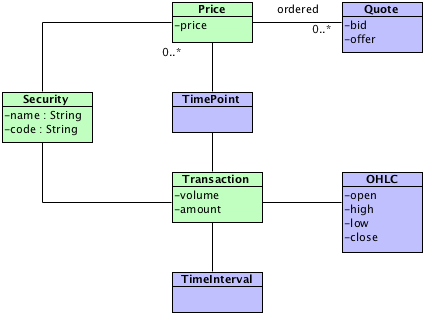 Price
−price
ordered
0..*
Quote
−bid
−offer
0..*
Security
−name : String
−code : String
TimePoint
Transaction
−volume
−amount
OHLC
−open
−high
−low
−close
TimeInterval